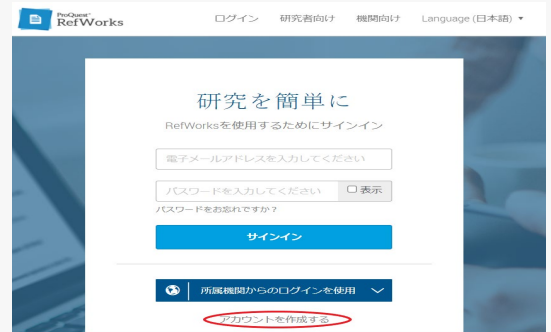 ProQuest®
RefWorks
ログイン 研究者向け 機関向け Language (日本語) ▼
研究を簡単に
RefWorksを使用するためにサインイン
電子メールアドレスを入力してください
パスワードを入力してください 表示
パスワードをお忘れですか？
サインイン
所属機関からのログインを使用
アカウントを作成する